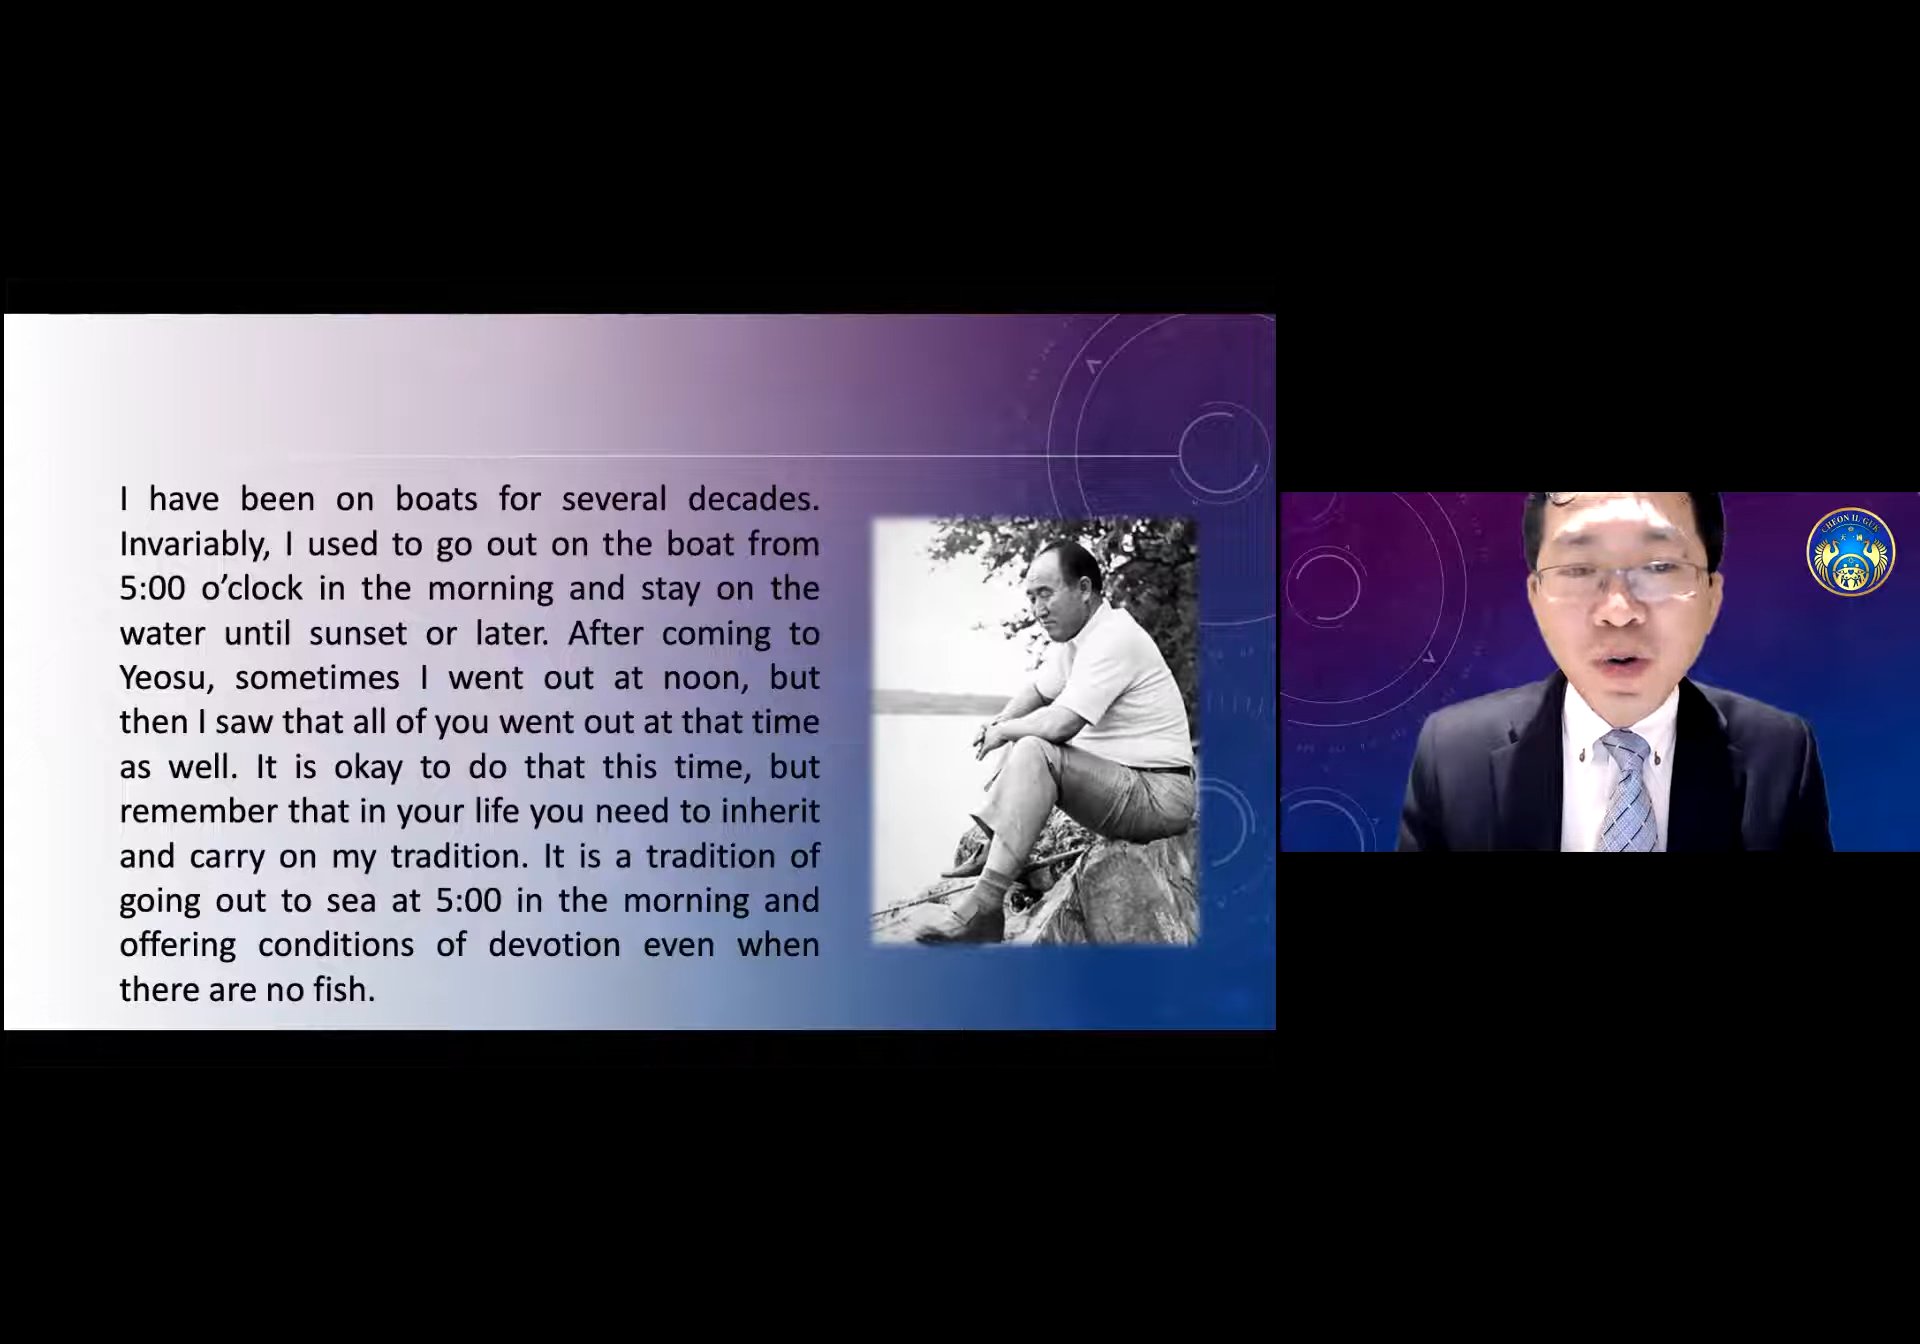 I have been on boats for several decades.
Invariably, I used to go out on the boat from
5:00 o’clock in the morning and stay on the
water until sunset or later. After coming to
Yeosu, sometimes I went out at noon, but
then I saw that all of you went out at that time
as well. It is okay to do that this time, but
remember that in your life you need to inherit
and carry on my tradition. It is a tradition of
going out to sea at 5:00 in the morning and
offering conditions of devotion even when
there are no fish.
CHEON IL GUK